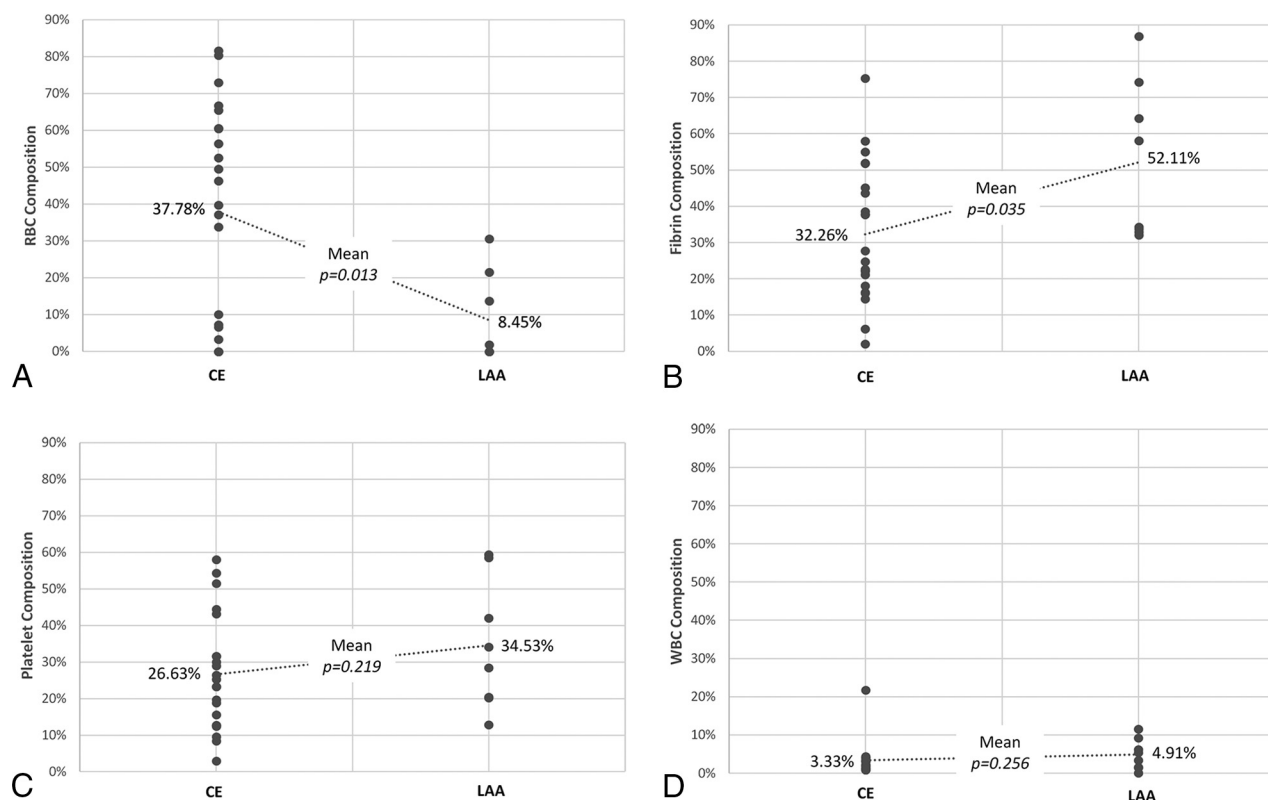 90%
80%
70%
60%
50%
40%
30%
20%
10%
0%
RBC Composition
37.78%
Mean
p=0.013
8.45%
CE
LAA
A
90%
80%
70%
60%
50%
40%
30%
20%
10%
0%
Fibrin Composition
32.26%
Mean
p=0.035
52.11%
CE
LAA
B
90%
80%
70%
60%
50%
40%
30%
20%
10%
0%
Platelet Composition
26.63%
Mean
p=0.219
34.53%
CE
LAA
C
90%
80%
70%
60%
50%
40%
30%
20%
10%
0%
WBC Composition
3.33%
Mean
p=0.256
4.91%
CE
LAA
D